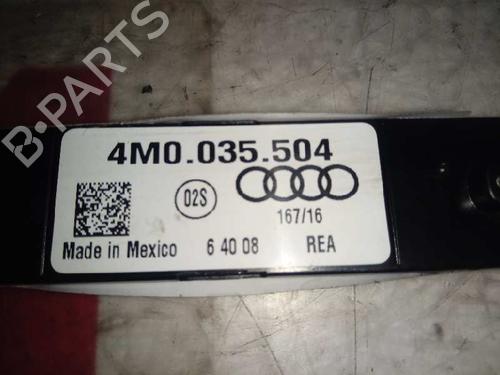 B-PARTS
4M0.035.504
02S
167/16
Made in Mexico 6 40 08 REA